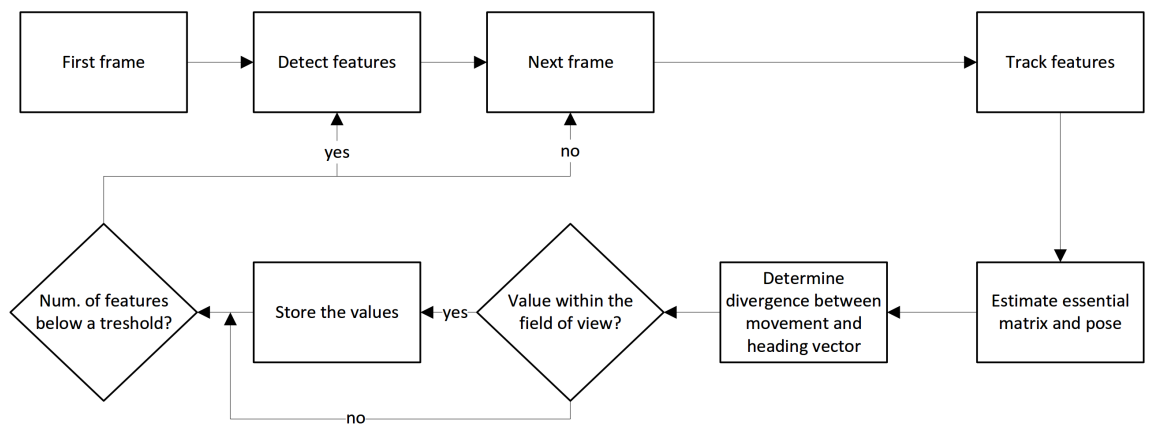 First frame
Detect features
Next frame
Track features
yes
no
Num. of features
below a treshold?
Store the values
yes
Value within the
field of view?
Determine
divergence between
movement and
heading vector
Estimate essential
matrix and pose
no